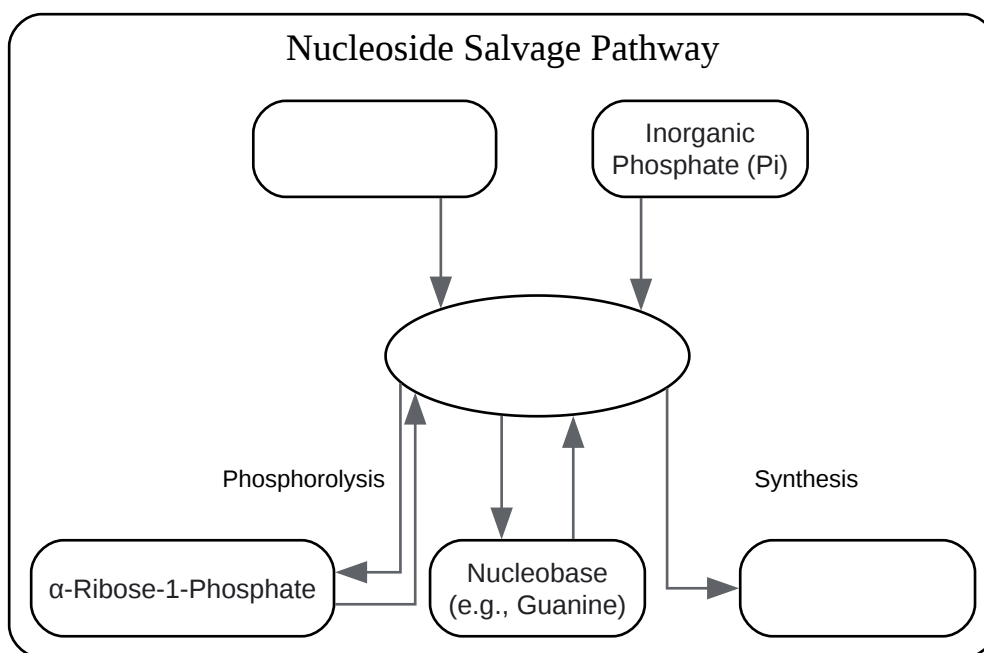 Nucleoside Salvage Pathway
Inorganic
Phosphate (Pi)
Phosphorolysis
Synthesis
α-Ribose-1-Phosphate
Nucleobase
(e.g., Guanine)